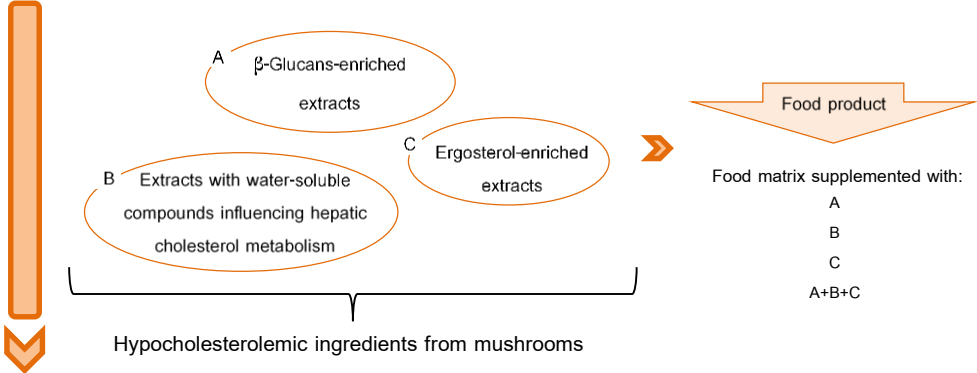 A
β-Glucans-enriched
extracts
C
Ergosterol-enriched
extracts
B
Extracts with water-soluble
compounds influencing hepatic
cholesterol metabolism
Hypocholesterolemic ingredients from mushrooms
Food product
Food matrix supplemented with:
A
B
C
A+B+C